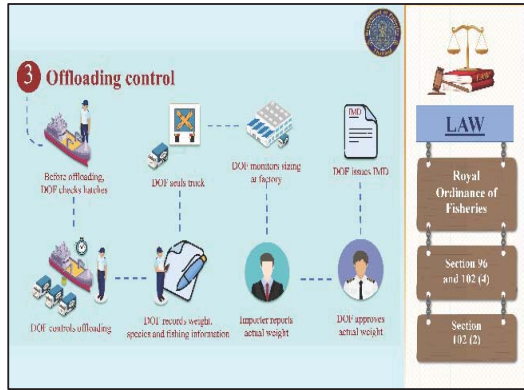 3 Offloading control
Before offloading,
DOF checks hatches
DOF controls offloading
DOF records weight,
species and fishing information
DOF seals truck
DOF monitors sizing
at factory
Importer reports
actual weight
DOF approves
actual weight
IMD
DOF issues IMD
LAW
LAW
Royal
Ordinance of
Fisheries
Section 96
and 102 (4)
Section
102 (2)